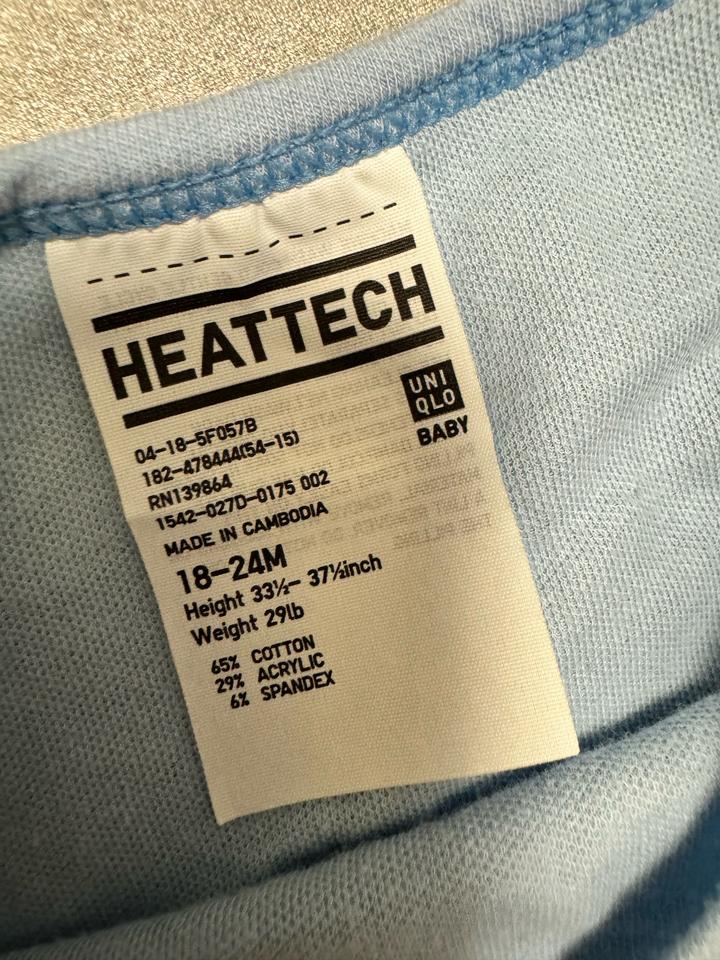 HEATTECH
UNI
QLO
BABY
04-18-5F057B
182-478444(54-15)
RN139864
1542-027D-0175 002
MADE IN CAMBODIA
18-24M
Height 33½- 37½inch
Weight 29lb
65% COTTON
29% ACRYLIC
6% SPANDEX